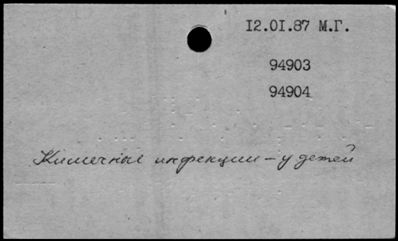 12.01.87 М.Г.
94903
94904
Кишечные инфекции – у детей